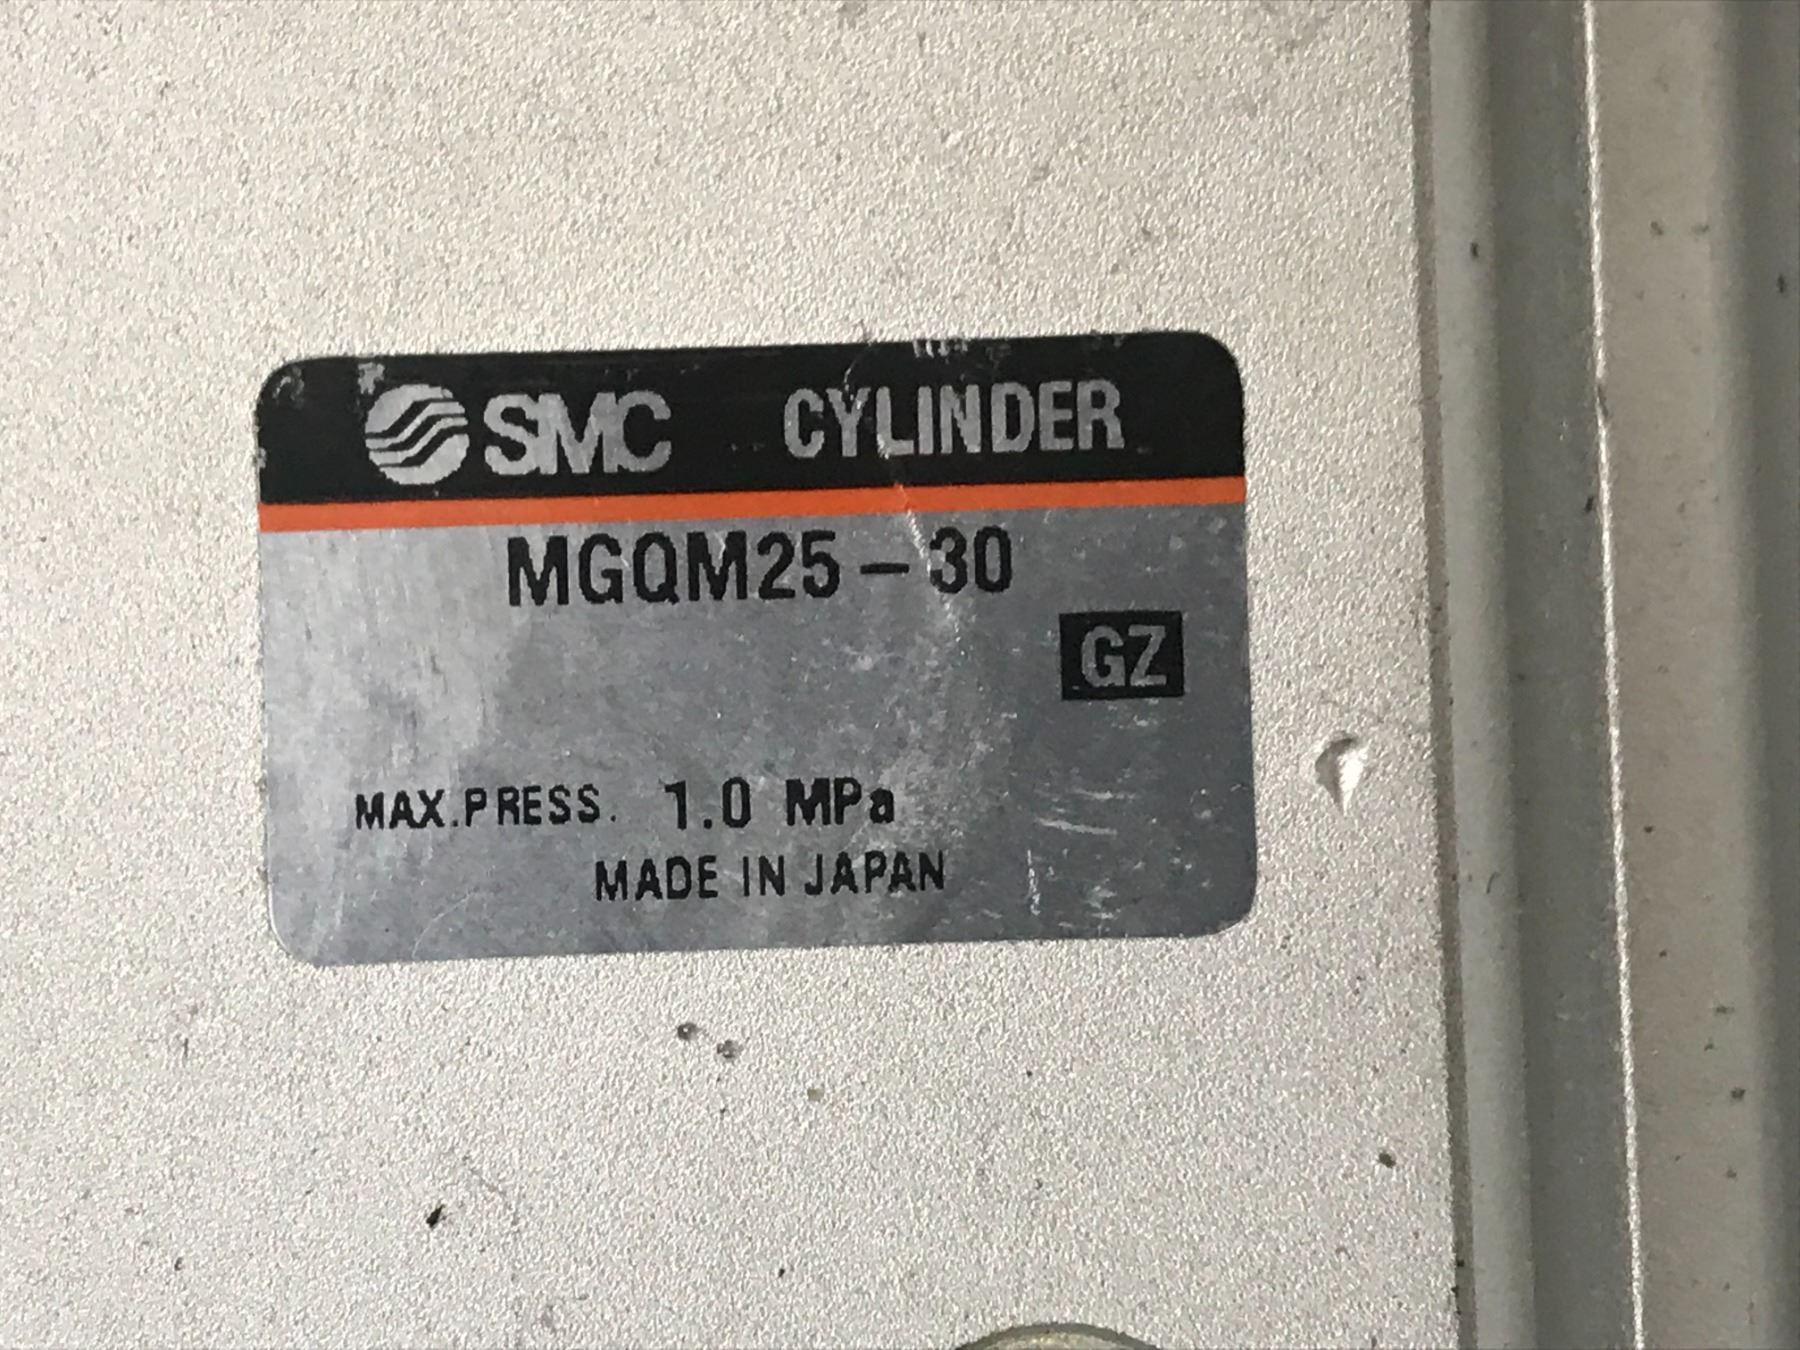 SMC CYLINDER
MGQM25-30
GZ
MAX.PRESS. 1.0 MPa
MADE IN JAPAN